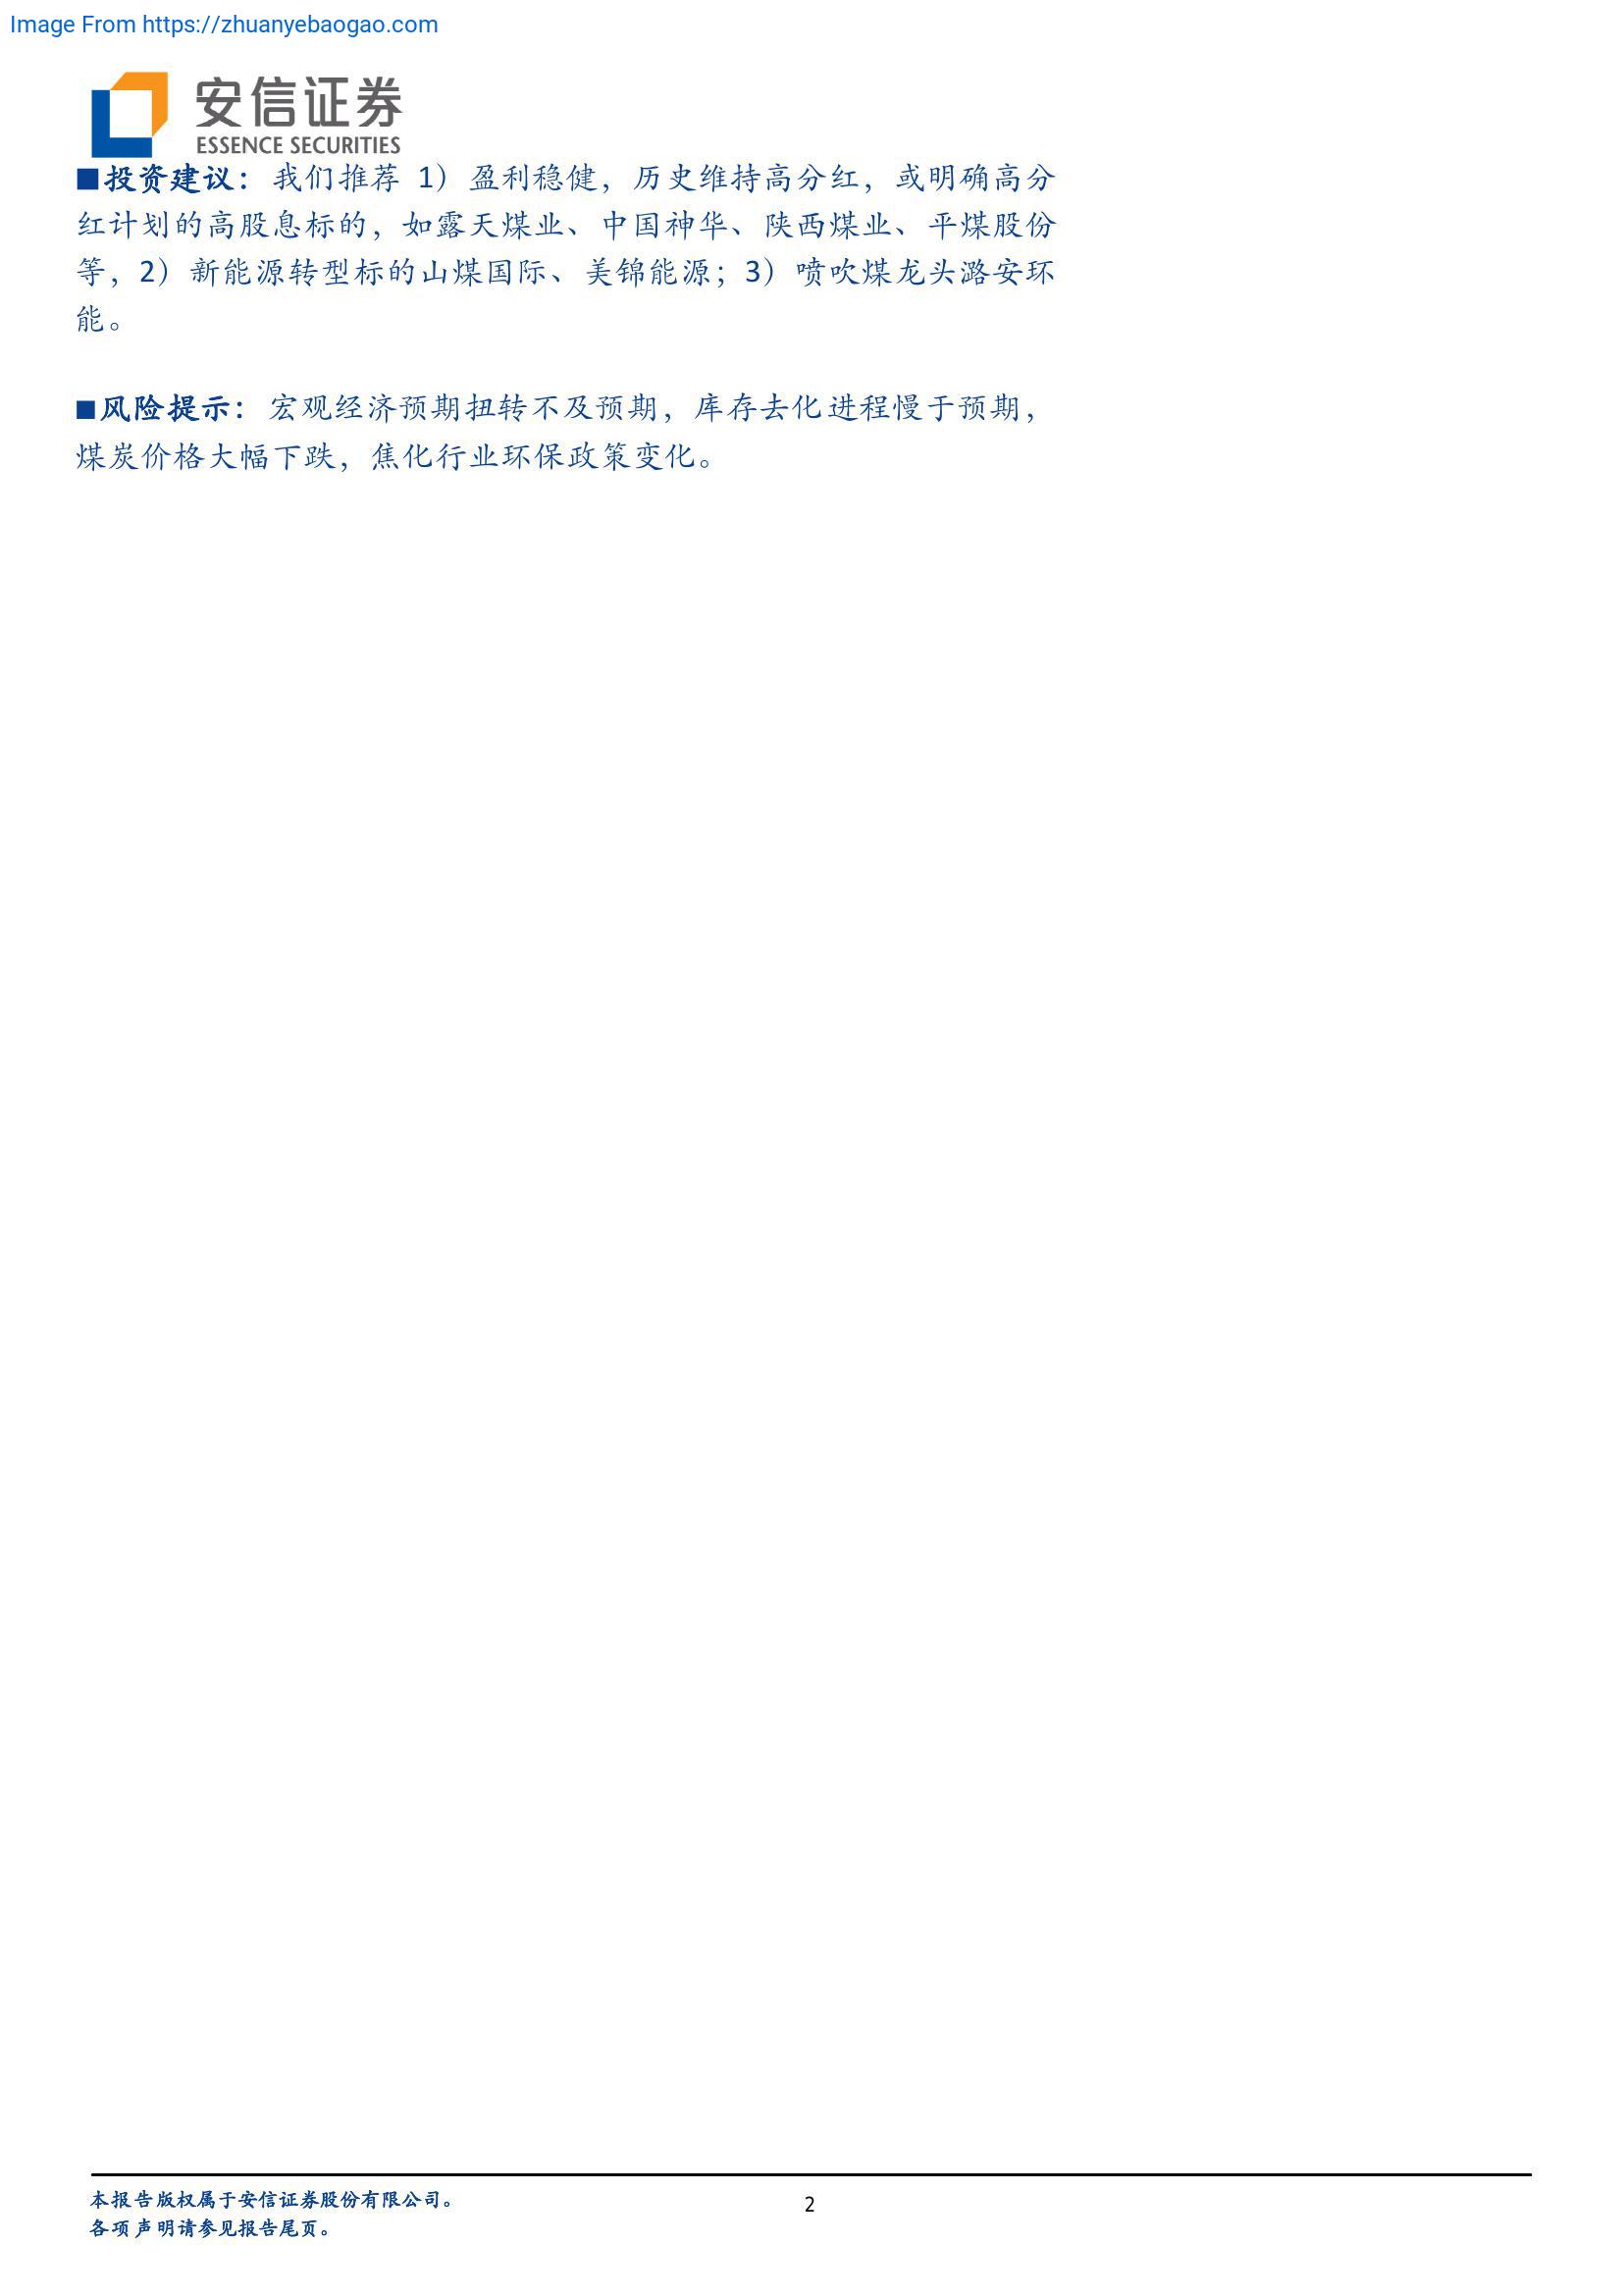 Image From https://zhuanyebaogao.com
安信证券
ESSENCE SECURITIES
■投资建议：我们推荐 1）盈利稳健，历史维持高分红，或明确高分
红计划的高股息标的，如露天煤业、中国神华、陕西煤业、平煤股份
等，2）新能源转型标的山煤国际、美锦能源；3）喷吹煤龙头潞安环
能。
■风险提示：宏观经济预期扭转不及预期，库存去化进程慢于预期，
煤炭价格大幅下跌，焦化行业环保政策变化。
本报告版权属于安信证券股份有限公司。
2
各项声明请参见报告尾页。